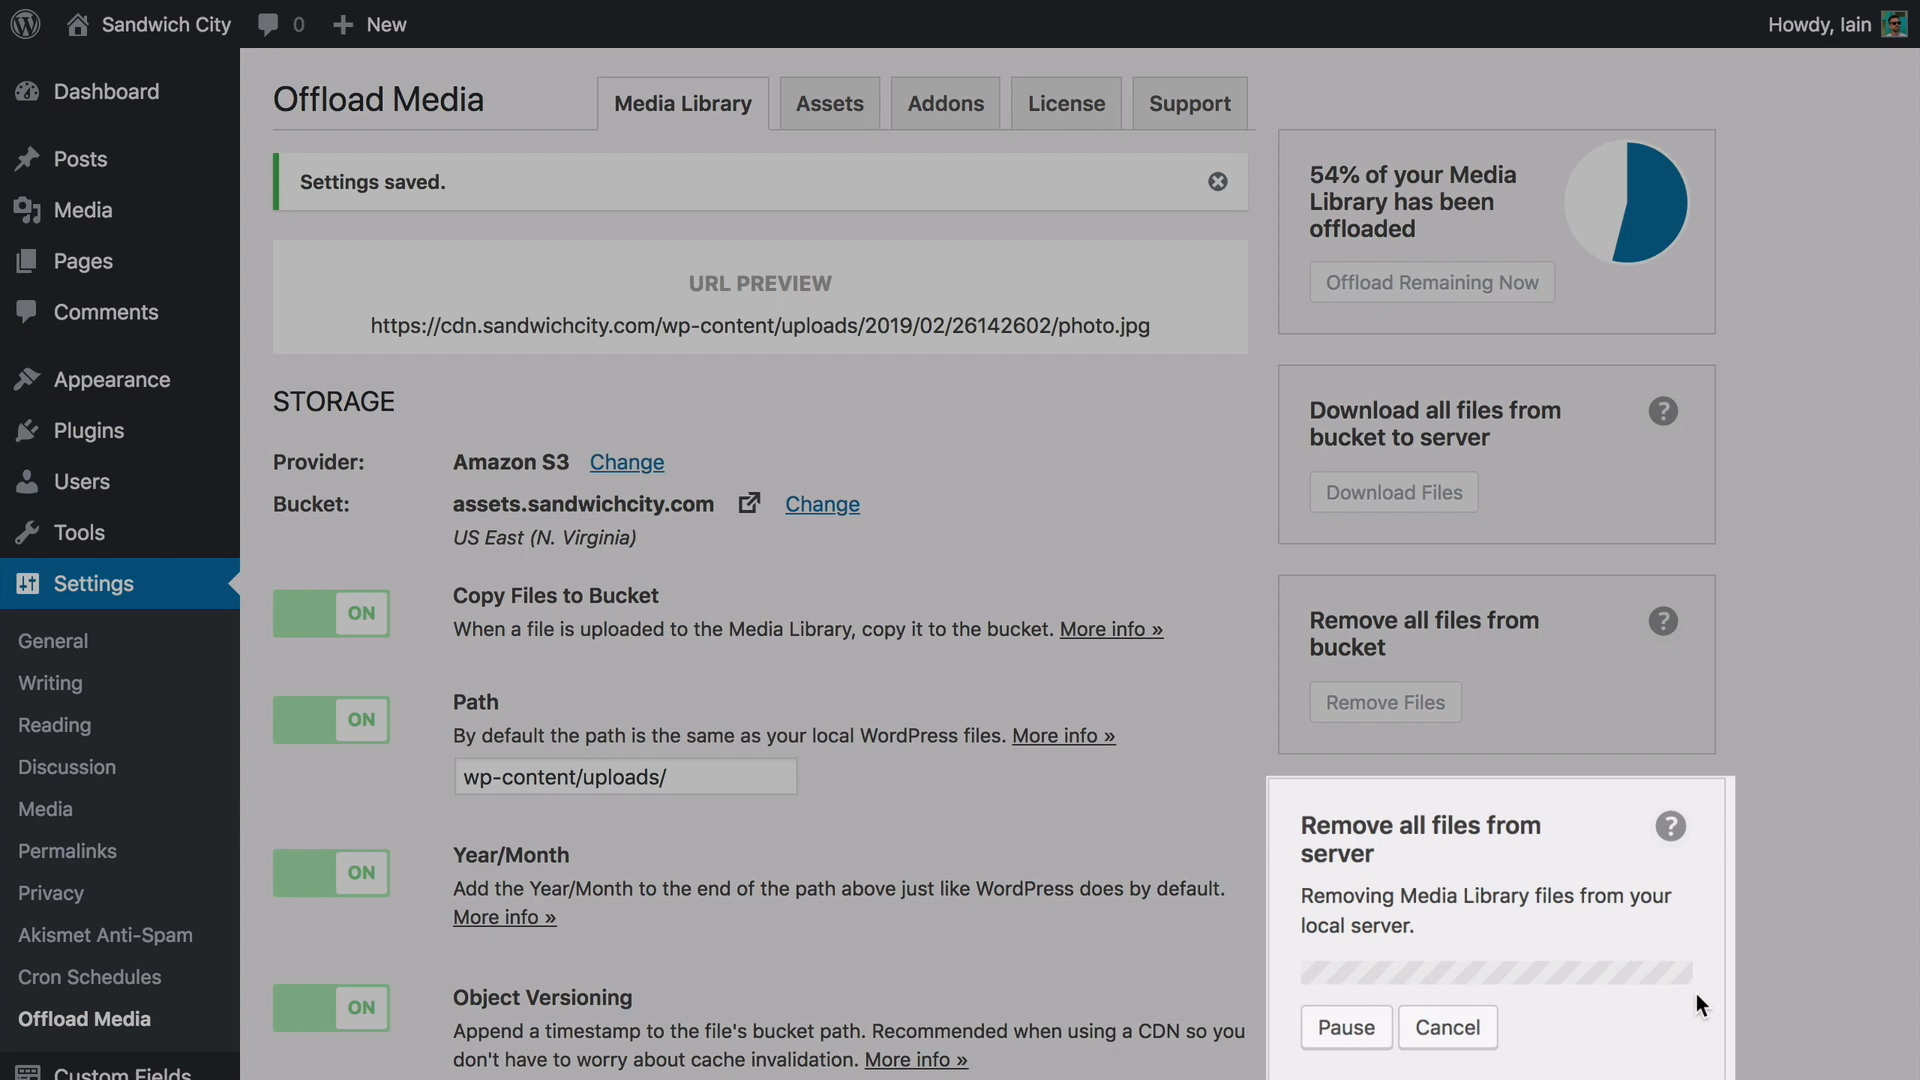 Sandwich City
0
New
Howdy, Iain
Dashboard
Posts
Media
Pages
Comments
Appearance
Plugins
Users
Tools
Settings
General
Writing
Reading
Discussion
Media
Permalinks
Privacy
Akismet Anti-Spam
Cron Schedules
Offload Media
Custom Fields
Offload Media
Media Library
Assets
Addons
License
Support
Settings saved.
URL PREVIEW
https://cdn.sandwichcity.com/wp-content/uploads/2019/02/26142602/photo.jpg
STORAGE
Provider:
Amazon S3 Change
Bucket:
assets.sandwichcity.com Change
US East (N. Virginia)
ON
Copy Files to Bucket
When a file is uploaded to the Media Library, copy it to the bucket. More info »
ON
Path
By default the path is the same as your local WordPress files. More info »
wp-content/uploads/
ON
Year/Month
Add the Year/Month to the end of the path above just like WordPress does by default.
More info »
ON
Object Versioning
Append a timestamp to the file's bucket path. Recommended when using a CDN so you
don't have to worry about cache invalidation. More info »
54% of your Media
Library has been
offloaded
Offload Remaining Now
Download all files from
bucket to server
?
Download Files
Remove all files from
bucket
?
Remove Files
Remove all files from
server
?
Removing Media Library files from your
local server.
Pause
Cancel